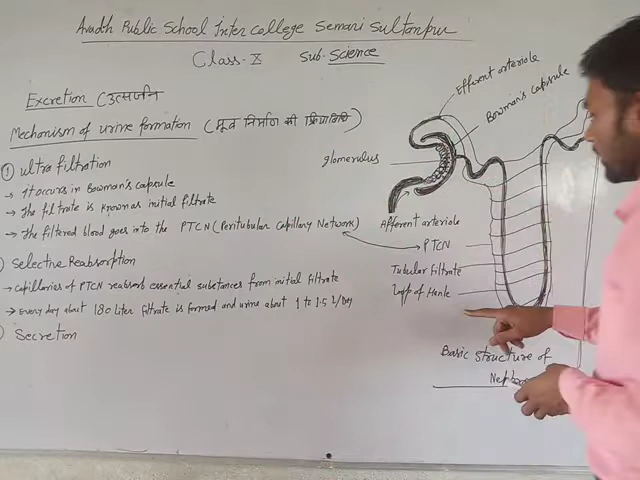 Avadh Public School Inter College Semari Sultanpur
Class-X Sub-Science
Excretion (उत्सर्जन
Mechanism of urine formation (मूत्र निर्माण की क्रियाविधि)
① ultrafiltration
→ It occurs in Bowman's capsule
→ The filtrate is known as initial filtrate
→ The filtered blood goes into the PTCN (Peritubular Capillary Network)
) Selective Reabsorption
→ Capillaries of PTCN reabsorb essential substances from initial filtrate
→ Every day about 180 liter filtrate is formed and urine about 1 to 1.5 l/Day
) Secretion
Efferent arteriole
Bowman's capsule
glomerulus
Afferent arteriole
PTCN
Tubular filtrate
Loop of Henle
Basic structure of